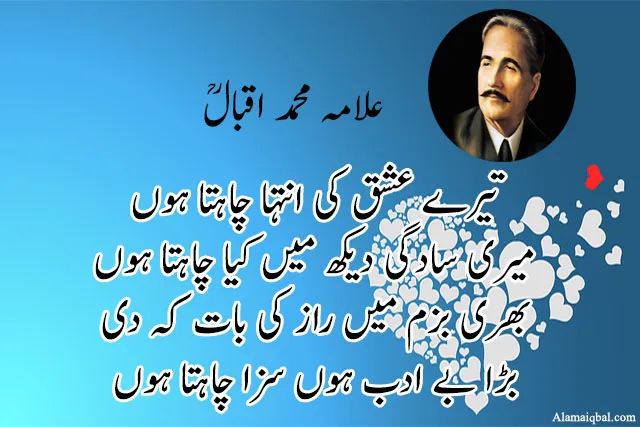 علامہ محمد اقبالؒ
تیرے عشق کی انتہا چاہتا ہوں
میری سادگی دیکھ میں کیا چاہتا ہوں
بھری بزم میں راز کی بات کہہ دی
بڑا بے ادب ہوں سزا چاہتا ہوں
Alamaiqbal.com